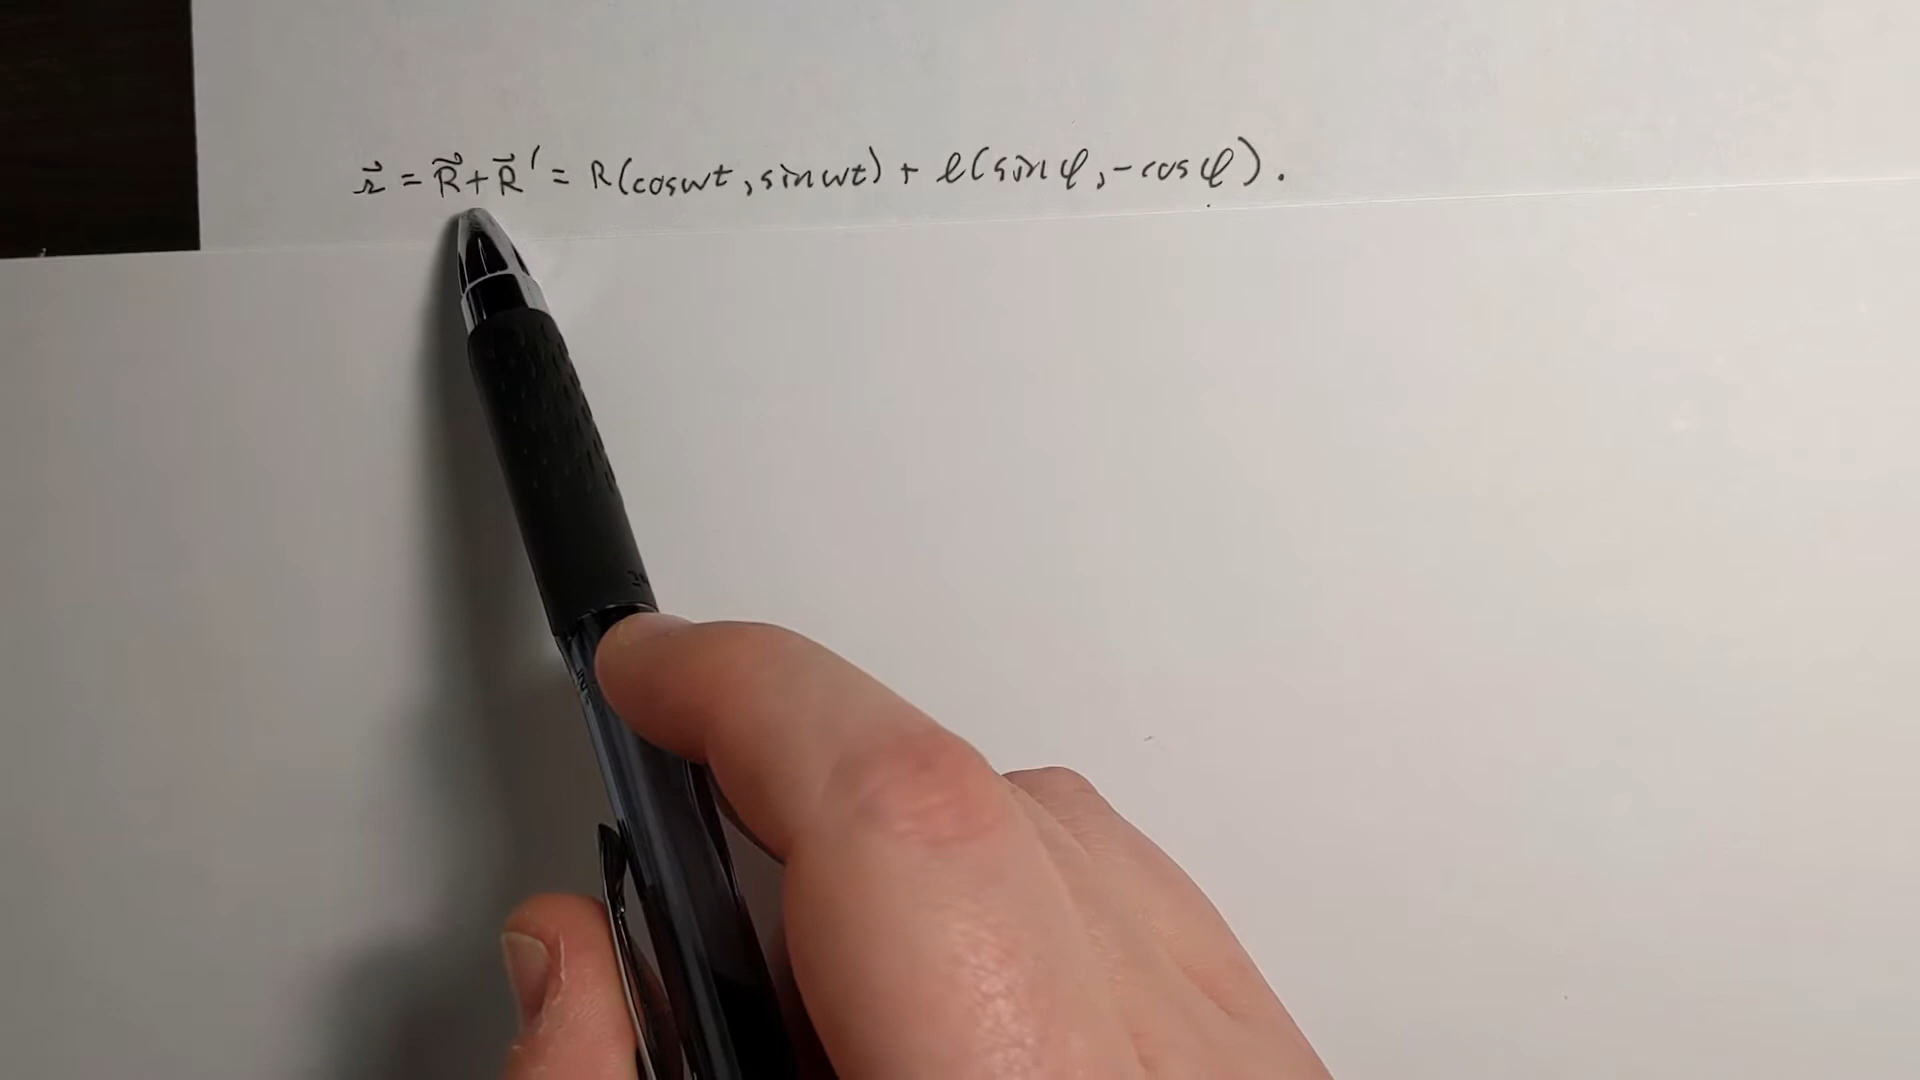 r⃗ = R⃗ + R⃗' = R(cosωt, sinωt) + ℓ(sinφ, -cosφ).